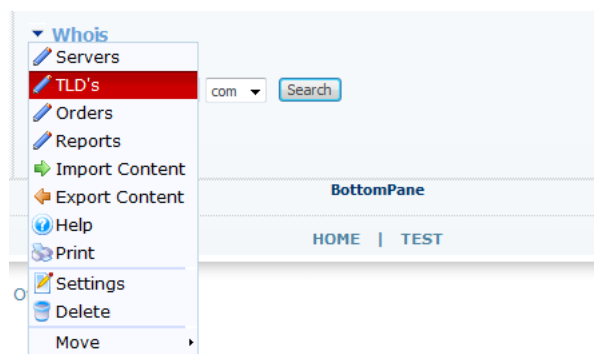 Whois
Servers
TLD's
com Search
Orders
Reports
Import Content
Export Content
BottomPane
Help
HOME | TEST
Print
Settings
Delete
Move